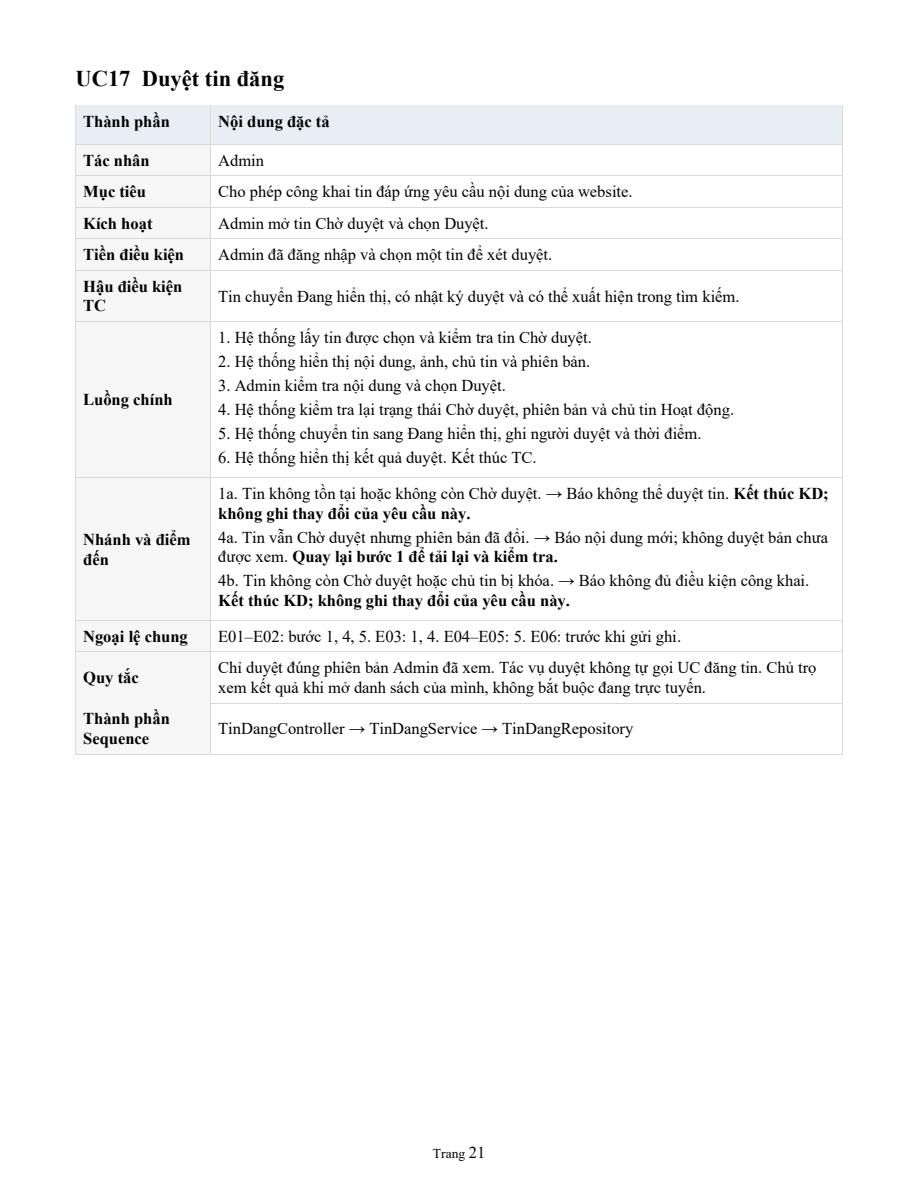 UC17 Duyệt tin đăng
Thành phần
Nội dung đặc tả
Tác nhân
Admin
Mục tiêu
Cho phép công khai tin đáp ứng yêu cầu nội dung của website.
Kích hoạt
Admin mở tin Chờ duyệt và chọn Duyệt.
Tiền điều kiện
Admin đã đăng nhập và chọn một tin để xét duyệt.
Hậu điều kiện
TC
Tin chuyển Đang hiển thị, có nhật ký duyệt và có thể xuất hiện trong tìm kiếm.
Luồng chính
1. Hệ thống lấy tin được chọn và kiểm tra tin Chờ duyệt.
2. Hệ thống hiển thị nội dung, ảnh, chủ tin và phiên bản.
3. Admin kiểm tra nội dung và chọn Duyệt.
4. Hệ thống kiểm tra lại trạng thái Chờ duyệt, phiên bản và chủ tin Hoạt động.
5. Hệ thống chuyển tin sang Đang hiển thị, ghi người duyệt và thời điểm.
6. Hệ thống hiển thị kết quả duyệt. Kết thúc TC.
Nhánh và điểm
đến
1a. Tin không tồn tại hoặc không còn Chờ duyệt. → Báo không thể duyệt tin. Kết thúc KD;
không ghi thay đổi của yêu cầu này.
4a. Tin vẫn Chờ duyệt nhưng phiên bản đã đổi. → Báo nội dung mới; không duyệt bản chưa
được xem. Quay lại bước 1 để tải lại và kiểm tra.
4b. Tin không còn Chờ duyệt hoặc chủ tin bị khóa. → Báo không đủ điều kiện công khai.
Kết thúc KD; không ghi thay đổi của yêu cầu này.
Ngoại lệ chung
E01–E02: bước 1, 4, 5. E03: 1, 4. E04–E05: 5. E06: trước khi gửi ghi.
Quy tắc
Chỉ duyệt đúng phiên bản Admin đã xem. Tác vụ duyệt không tự gọi UC đăng tin. Chủ trọ
xem kết quả khi mở danh sách của mình, không bắt buộc đang trực tuyến.
Thành phần
Sequence
TinDangController → TinDangService → TinDangRepository
Trang 21